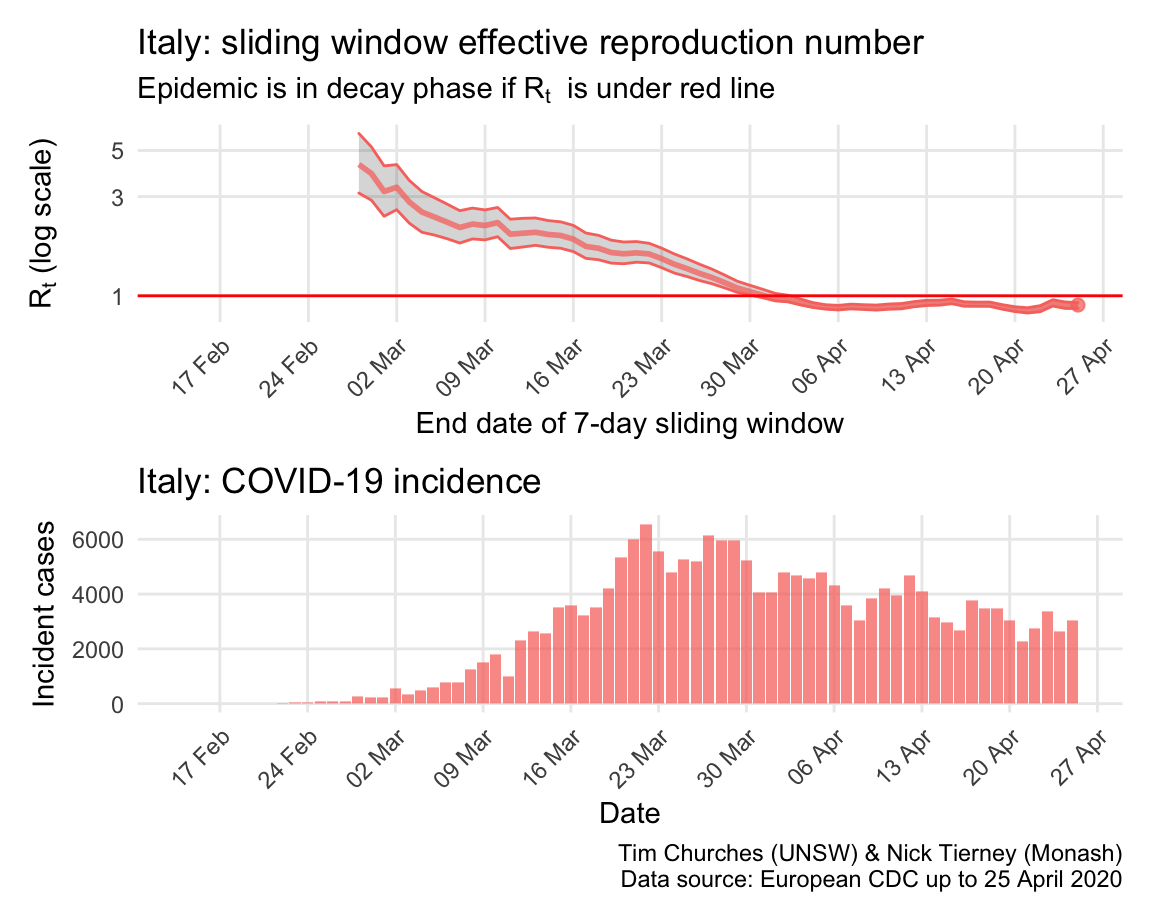 Italy: sliding window effective reproduction number
Epidemic is in decay phase if Rt is under red line
Rt (log scale)
5
3
1
17 Feb
24 Feb
02 Mar
09 Mar
16 Mar
23 Mar
30 Mar
06 Apr
13 Apr
20 Apr
27 Apr
End date of 7-day sliding window
Italy: COVID-19 incidence
Incident cases
6000
4000
2000
0
17 Feb
24 Feb
02 Mar
09 Mar
16 Mar
23 Mar
30 Mar
06 Apr
13 Apr
20 Apr
27 Apr
Date
Tim Churches (UNSW) & Nick Tierney (Monash)
Data source: European CDC up to 25 April 2020